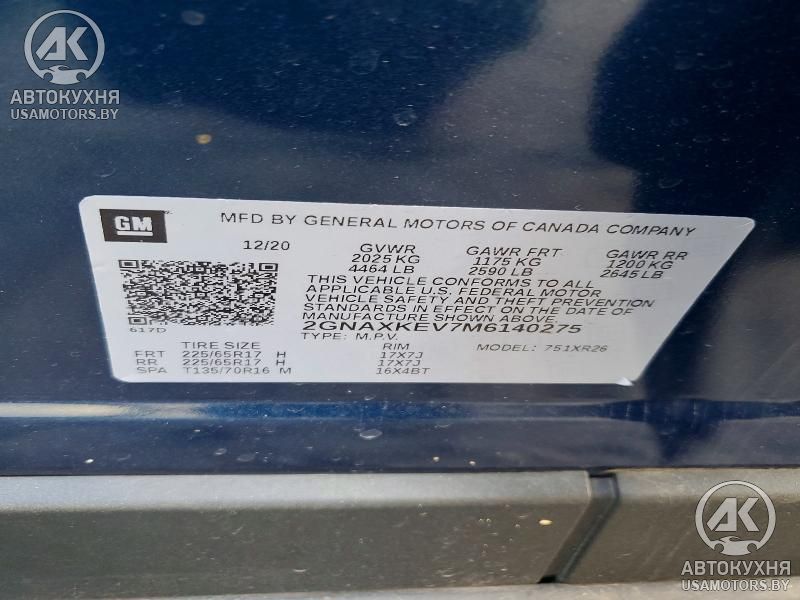 AK
АВТОКУХНЯ
USAMOTORS.BY
GM
MFD BY GENERAL MOTORS OF CANADA COMPANY
12/20 GVWR GAWR FRT GAWR RR
2025 KG 1175 KG 1200 KG
4464 LB 2590 LB 2645 LB
THIS VEHICLE CONFORMS TO ALL
APPLICABLE U.S. FEDERAL MOTOR
VEHICLE SAFETY AND THEFT PREVENTION
STANDARDS IN EFFECT ON THE DATE OF
MANUFACTURE SHOWN ABOVE.
617D
2GNAXKEV7M6140275
TYPE: M.P.V. MODEL: 751XR26
TIRE SIZE RIM
FRT 225/65R17 H 17X7J
RR 225/65R17 H 17X7J
SPA T135/70R16 M 16X4BT
AK
АВТОКУХНЯ
USAMOTORS.BY